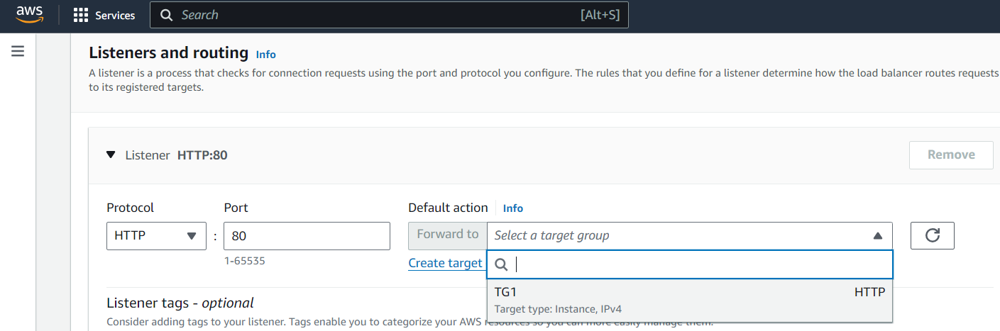 aws Services Search [Alt+S]
Listeners and routing Info
A listener is a process that checks for connection requests using the port and protocol you configure. The rules that you define for a listener determine how the load balancer routes requests
to its registered targets.
Listener HTTP:80 Remove
Protocol Port Default action Info
HTTP : 80 Forward to Select a target group
1-65535 Create target
TG1 HTTP
Listener tags - optional Target type: Instance, IPv4
Consider adding tags to your listener. Tags enable you to categorize your AWS resources so you can more easily manage them.